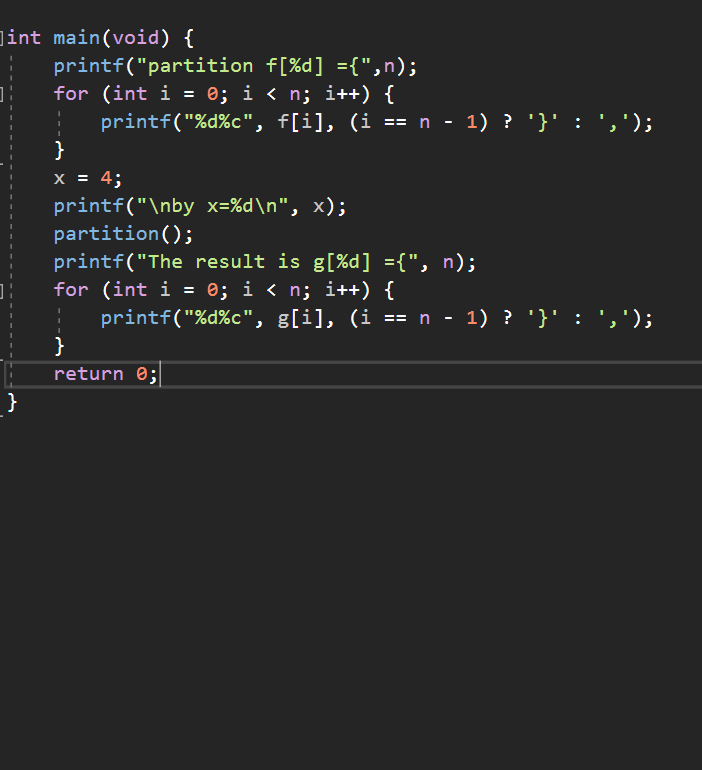 int main(void) {
    printf("partition f[%d] ={",n);
    for (int i = 0; i < n; i++) {
        printf("%d%c", f[i], (i == n - 1) ? '}' : ',');
    }
    x = 4;
    printf("\nby x=%d\n", x);
    partition();
    printf("The result is g[%d] ={", n);
    for (int i = 0; i < n; i++) {
        printf("%d%c", g[i], (i == n - 1) ? '}' : ',');
    }
    return 0;
}